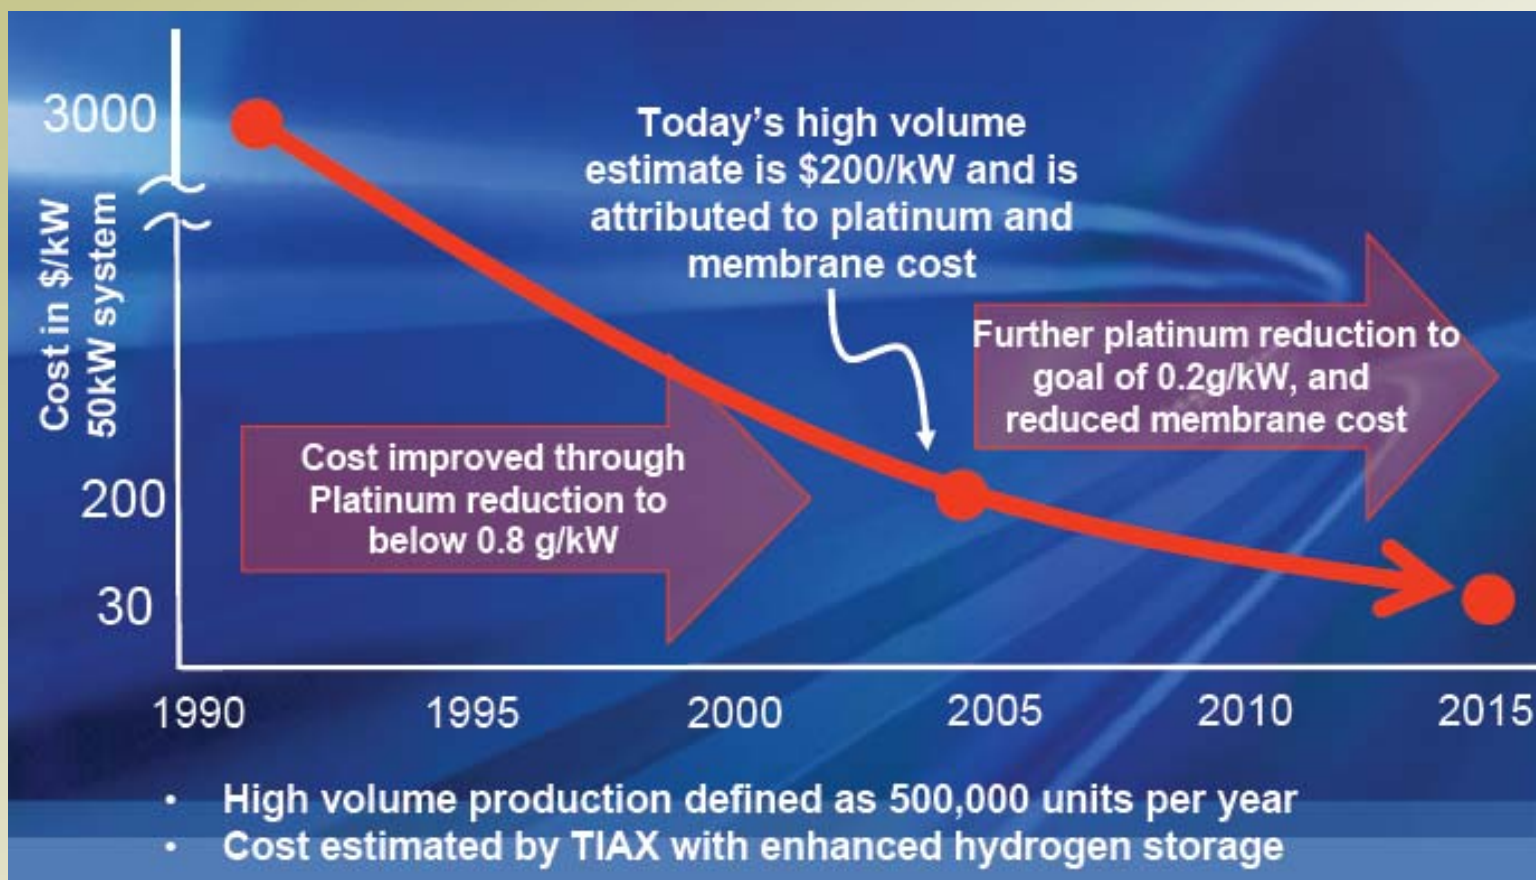 3000
200
30
Cost in $/kW
50kW system
Today's high volume
estimate is $200/kW and is
attributed to platinum and
membrane cost
Further platinum reduction to
goal of 0.2g/kW, and
reduced membrane cost
Cost improved through
Platinum reduction to
below 0.8 g/kW
1990 1995 2000 2005 2010 2015
• High volume production defined as 500,000 units per year
• Cost estimated by TIAX with enhanced hydrogen storage